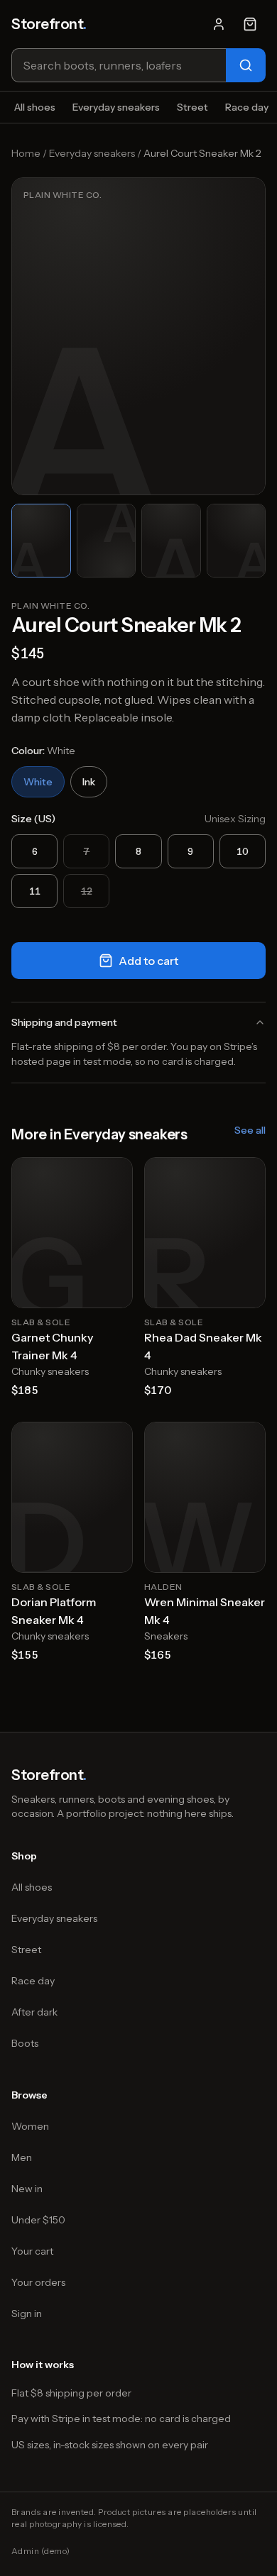 Storefront.
Search boots, runners, loafers
All shoes Everyday sneakers Street Race day
Home / Everyday sneakers / Aurel Court Sneaker Mk 2
PLAIN WHITE CO.
A
A A A A
PLAIN WHITE CO.
Aurel Court Sneaker Mk 2
$145
A court shoe with nothing on it but the stitching.
Stitched cupsole, not glued. Wipes clean with a
damp cloth. Replaceable insole.
Colour: White
White Ink
Size (US) Unisex Sizing
6 7 8 9 10
11 12
Add to cart
Shipping and payment
Flat-rate shipping of $8 per order. You pay on Stripe's
hosted page in test mode, so no card is charged.
More in Everyday sneakers See all
G
SLAB & SOLE
Garnet Chunky
Trainer Mk 4
Chunky sneakers
$185
R
SLAB & SOLE
Rhea Dad Sneaker Mk
4
Chunky sneakers
$170
D
SLAB & SOLE
Dorian Platform
Sneaker Mk 4
Chunky sneakers
$155
W
HALDEN
Wren Minimal Sneaker
Mk 4
Sneakers
$165
Storefront.
Sneakers, runners, boots and evening shoes, by
occasion. A portfolio project: nothing here ships.
Shop
All shoes
Everyday sneakers
Street
Race day
After dark
Boots
Browse
Women
Men
New in
Under $150
Your cart
Your orders
Sign in
How it works
Flat $8 shipping per order
Pay with Stripe in test mode: no card is charged
US sizes, in-stock sizes shown on every pair
Brands are invented. Product pictures are placeholders until
real photography is licensed.
Admin (demo)